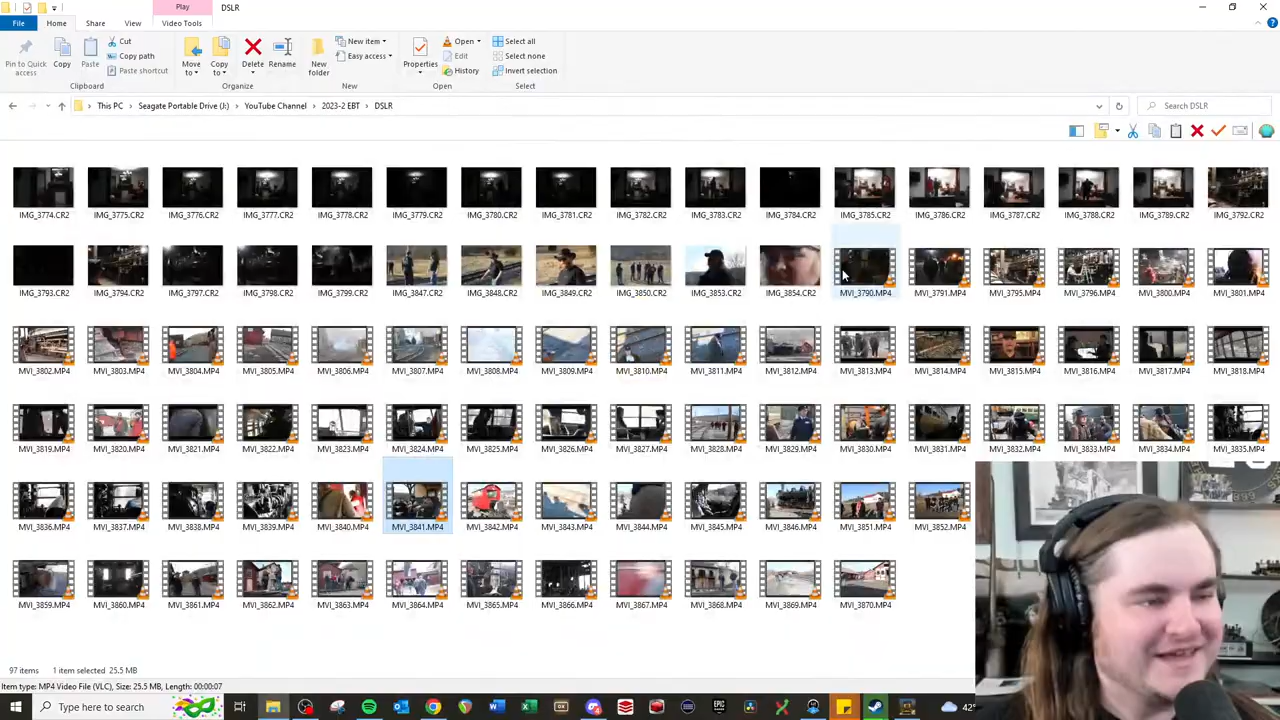 Play
DSLR
File
Home
Share
View
Video Tools
Pin to Quick access
Copy
Paste
Cut
Copy path
Paste shortcut
Clipboard
Move to
Copy to
Delete
Rename
Organize
New folder
New item
Easy access
New
Properties
Open
Edit
History
Open
Select all
Select none
Invert selection
Select
This PC > Seagate Portable Drive (J:) > YouTube Channel > 2023-2 EBT > DSLR
Search DSLR
IMG_3774.CR2 IMG_3775.CR2 IMG_3776.CR2 IMG_3777.CR2 IMG_3778.CR2 IMG_3779.CR2 IMG_3780.CR2 IMG_3781.CR2 IMG_3782.CR2 IMG_3783.CR2 IMG_3784.CR2 IMG_3785.CR2 IMG_3786.CR2 IMG_3787.CR2 IMG_3788.CR2 IMG_3789.CR2 IMG_3792.CR2
IMG_3793.CR2 IMG_3794.CR2 IMG_3797.CR2 IMG_3798.CR2 IMG_3799.CR2 IMG_3847.CR2 IMG_3848.CR2 IMG_3849.CR2 IMG_3850.CR2 IMG_3853.CR2 IMG_3854.CR2 MVI_3790.MP4 MVI_3791.MP4 MVI_3795.MP4 MVI_3796.MP4 MVI_3800.MP4 MVI_3801.MP4
MVI_3802.MP4 MVI_3803.MP4 MVI_3804.MP4 MVI_3805.MP4 MVI_3806.MP4 MVI_3807.MP4 MVI_3808.MP4 MVI_3809.MP4 MVI_3810.MP4 MVI_3811.MP4 MVI_3812.MP4 MVI_3813.MP4 MVI_3814.MP4 MVI_3815.MP4 MVI_3816.MP4 MVI_3817.MP4 MVI_3818.MP4
MVI_3819.MP4 MVI_3820.MP4 MVI_3821.MP4 MVI_3822.MP4 MVI_3823.MP4 MVI_3824.MP4 MVI_3825.MP4 MVI_3826.MP4 MVI_3827.MP4 MVI_3828.MP4 MVI_3829.MP4 MVI_3830.MP4 MVI_3831.MP4 MVI_3832.MP4 MVI_3833.MP4 MVI_3834.MP4 MVI_3835.MP4
MVI_3836.MP4 MVI_3837.MP4 MVI_3838.MP4 MVI_3839.MP4 MVI_3840.MP4 MVI_3841.MP4 MVI_3842.MP4 MVI_3843.MP4 MVI_3844.MP4 MVI_3845.MP4 MVI_3846.MP4 MVI_3851.MP4 MVI_3852.MP4
MVI_3859.MP4 MVI_3860.MP4 MVI_3861.MP4 MVI_3862.MP4 MVI_3863.MP4 MVI_3864.MP4 MVI_3865.MP4 MVI_3866.MP4 MVI_3867.MP4 MVI_3868.MP4 MVI_3869.MP4 MVI_3870.MP4
97 items 1 item selected 25.5 MB
Item type: MP4 Video File (VLC), Size: 25.5 MB, Length: 00:00:07
Type here to search
42°